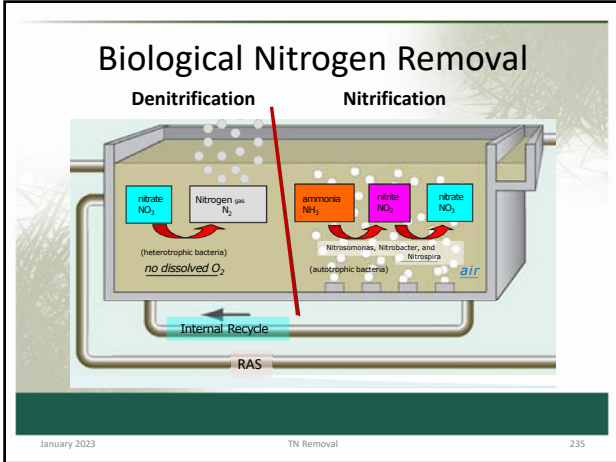 Biological Nitrogen Removal
Denitrification
Nitrification
nitrate
NO3
Nitrogen gas
N2
ammonia
NH3
nitrite
NO2
nitrate
NO3
(heterotrophic bacteria)
no dissolved O2
Nitrosomonas, Nitrobacter, and
Nitrospira
(autotrophic bacteria)
air
Internal Recycle
RAS
January 2023
TN Removal
235